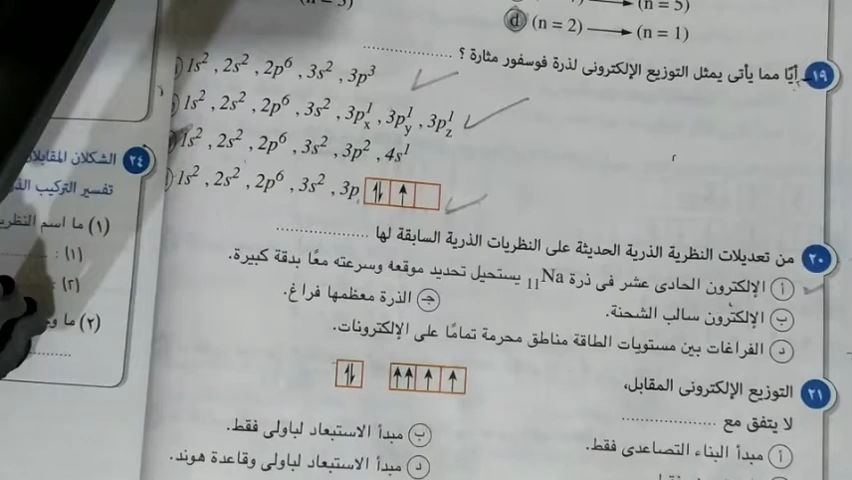 (n = 5)
d (n = 2) ⟶ (n = 1)
١٩ أيًا مما يأتى يمثل التوزيع الإلكترونى لذرة فوسفور مثارة ؟ ....................
1s², 2s², 2p⁶, 3s², 3p³
1s², 2s², 2p⁶, 3s², 3pₓ¹, 3pᵧ¹, 3p_z¹
1s², 2s², 2p⁶, 3s², 3p², 4s¹
1s², 2s², 2p⁶, 3s², 3p ⥮ ↑
٢٠ من تعديلات النظرية الذرية الحديثة على النظريات الذرية السابقة لها ....................
أ الإلكترون الحادى عشر فى ذرة ₁₁Na يستحيل تحديد موقعه وسرعته معًا بدقة كبيرة.
ب الإلكترون سالب الشحنة.
جـ الذرة معظمها فراغ.
د الفراغات بين مستويات الطاقة مناطق محرمة تمامًا على الإلكترونات.
٢١ التوزيع الإلكترونى المقابل،
⥮ ↑↑ ↑ ↑
لا يتفق مع ....................
أ مبدأ البناء التصاعدى فقط.
ب مبدأ الاستبعاد لباولى فقط.
د مبدأ الاستبعاد لباولى وقاعدة هوند.
٢٤ الشكلان المقابلان
تفسير التركيب
(١) ما اسم
(١) :
(٢) :
(٢) ما